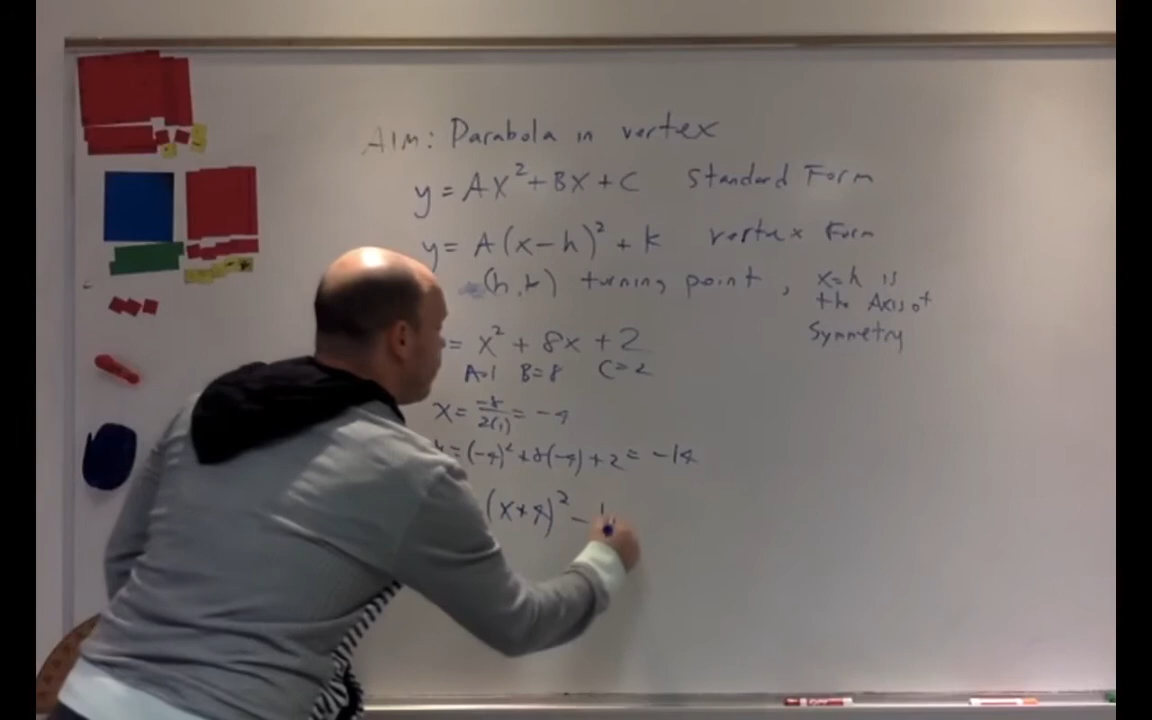 AIM: Parabola in vertex
y = Ax²+Bx+C Standard Form
y = A(x-h)²+k vertex Form
(h,k) turning point, x=h is
the Axis of
Symmetry
= x² + 8x + 2
A=1 B=8 C=2
x = -8/2(1) = -4
= (-4)²+8(-4)+2 = -14
(x+4)² - 1